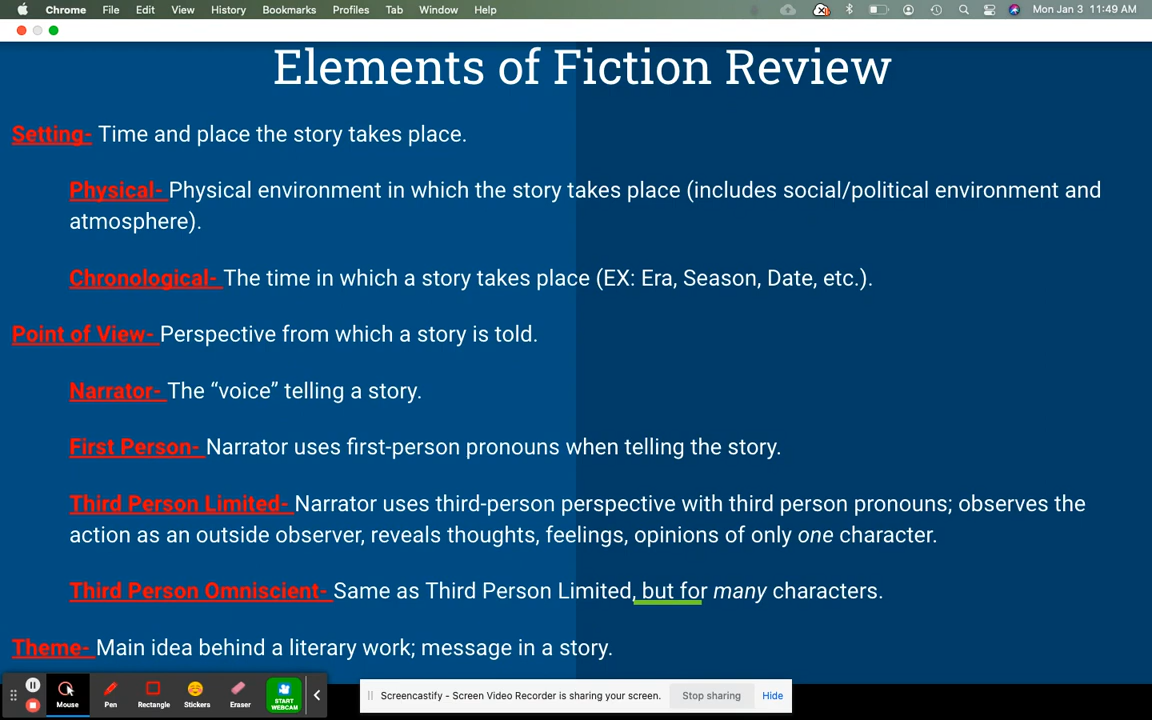 Chrome File Edit View History Bookmarks Profiles Tab Window Help Mon Jan 3 11:49 AM
Elements of Fiction Review
Setting- Time and place the story takes place.
Physical- Physical environment in which the story takes place (includes social/political environment and
atmosphere).
Chronological- The time in which a story takes place (EX: Era, Season, Date, etc.).
Point of View- Perspective from which a story is told.
Narrator- The “voice” telling a story.
First Person- Narrator uses first-person pronouns when telling the story.
Third Person Limited- Narrator uses third-person perspective with third person pronouns; observes the
action as an outside observer, reveals thoughts, feelings, opinions of only one character.
Third Person Omniscient- Same as Third Person Limited, but for many characters.
Theme- Main idea behind a literary work; message in a story.
Mouse Pen Rectangle Stickers Eraser START
WEBCAM
Screencastify - Screen Video Recorder is sharing your screen. Stop sharing Hide